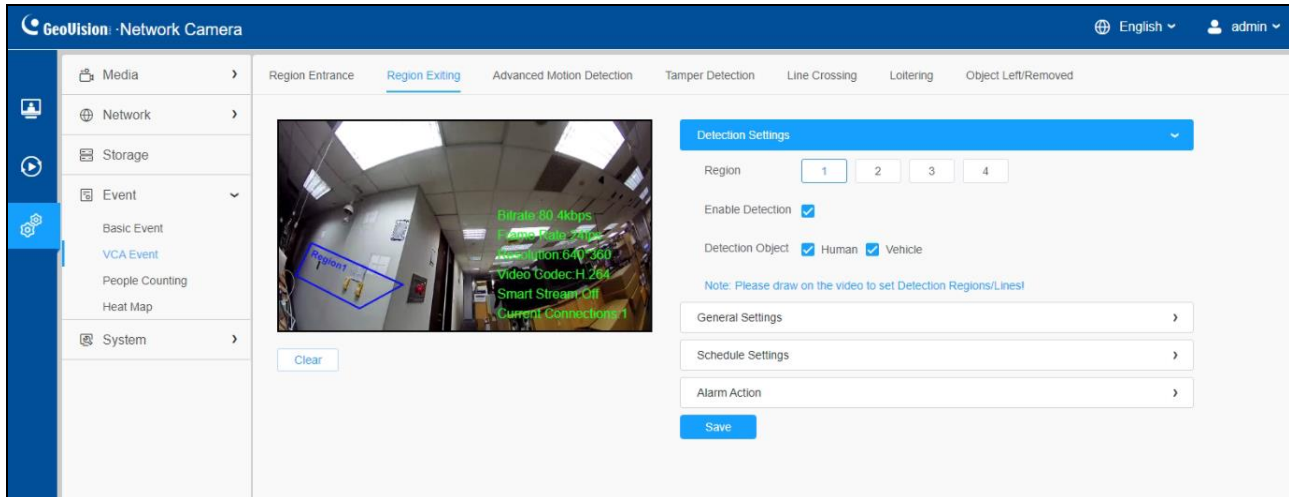 GeoVision Network Camera
English
admin
Media
Network
Storage
Event
Basic Event
VCA Event
People Counting
Heat Map
System
Region Entrance
Region Exiting
Advanced Motion Detection
Tamper Detection
Line Crossing
Loitering
Object Left/Removed
Region1
Bitrate 80.4kbps
Frame Rate
Resolution:640*360
Video Codec:H.264
Smart Stream:Off
Current Connections:1
Clear
Detection Settings
Region 1 2 3 4
Enable Detection
Detection Object Human Vehicle
Note: Please draw on the video to set Detection Regions/Lines!
General Settings
Schedule Settings
Alarm Action
Save